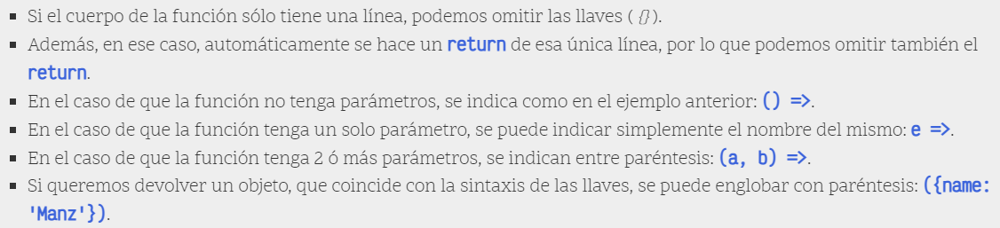 Si el cuerpo de la función sólo tiene una línea, podemos omitir las llaves ( {} ).
Además, en ese caso, automáticamente se hace un return de esa única línea, por lo que podemos omitir también el
return.
En el caso de que la función no tenga parámetros, se indica como en el ejemplo anterior: () =>.
En el caso de que la función tenga un solo parámetro, se puede indicar simplemente el nombre del mismo: e =>.
En el caso de que la función tenga 2 ó más parámetros, se indican entre paréntesis: (a, b) =>.
Si queremos devolver un objeto, que coincide con la sintaxis de las llaves, se puede englobar con paréntesis: ({name:
'Manz'}).